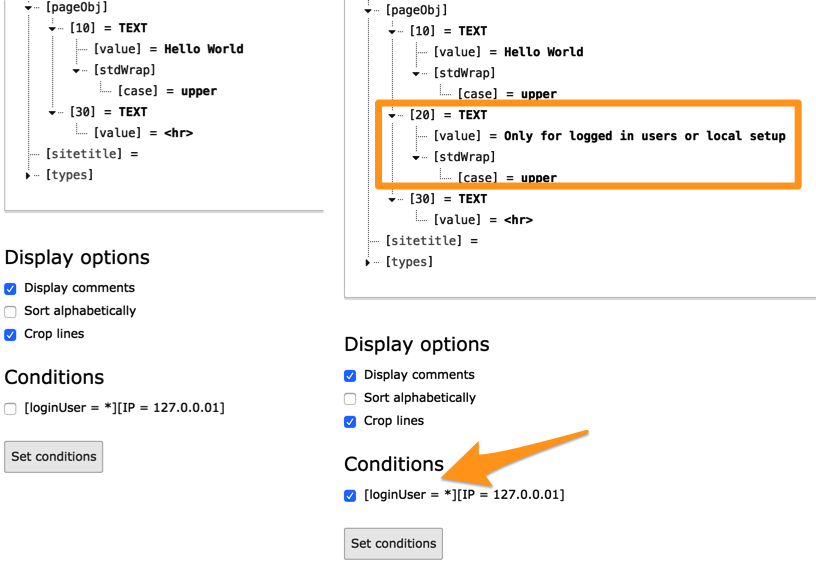 [pageObj]
[10] = TEXT
[value] = Hello World
[stdWrap]
[case] = upper
[30] = TEXT
[value] = <hr>
[sitetitle] =
[types]
Display options
Display comments
Sort alphabetically
Crop lines
Conditions
[loginUser = *][IP = 127.0.0.01]
Set conditions
[pageObj]
[10] = TEXT
[value] = Hello World
[stdWrap]
[case] = upper
[20] = TEXT
[value] = Only for logged in users or local setup
[stdWrap]
[case] = upper
[30] = TEXT
[value] = <hr>
[sitetitle] =
[types]
Display options
Display comments
Sort alphabetically
Crop lines
Conditions
[loginUser = *][IP = 127.0.0.01]
Set conditions